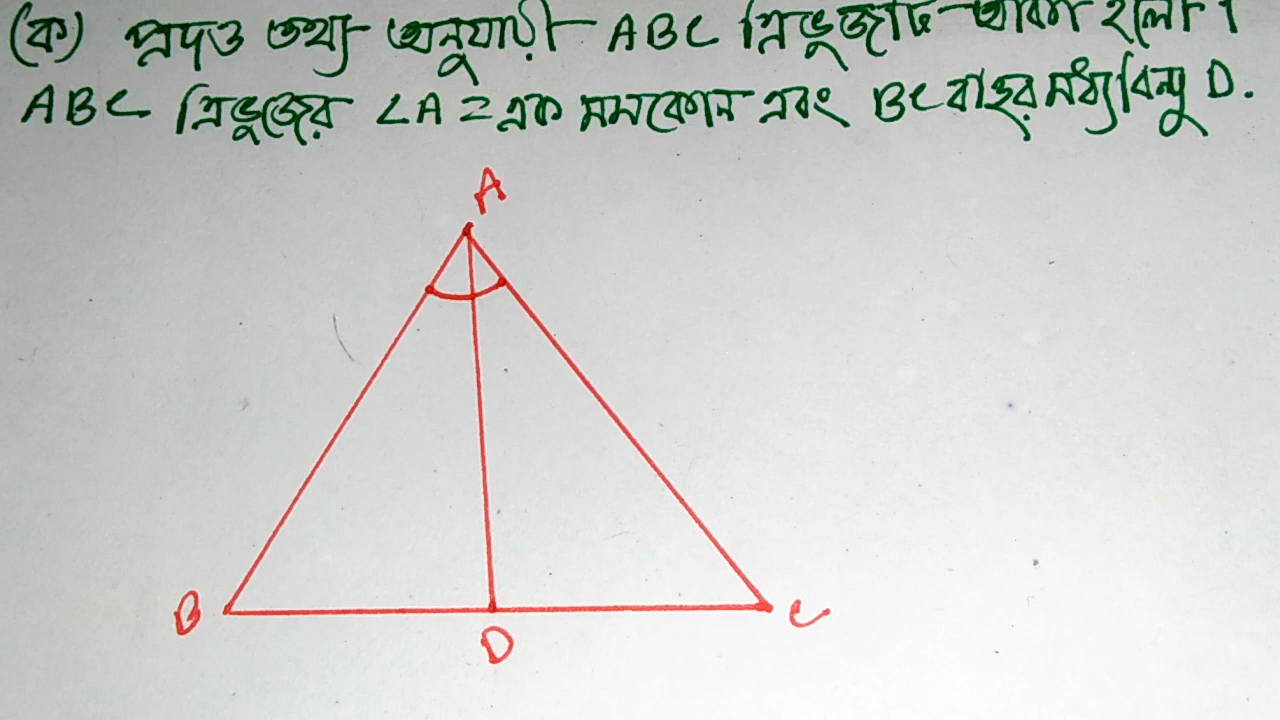 (ক) প্রদত্ত তথ্য অনুযায়ী ABC ত্রিভুজটি আঁকা হলো।
ABC ত্রিভুজের ∠A = এক সমকোন এবং BC বাহুর মধ্যবিন্দু D.
A
B
C
D